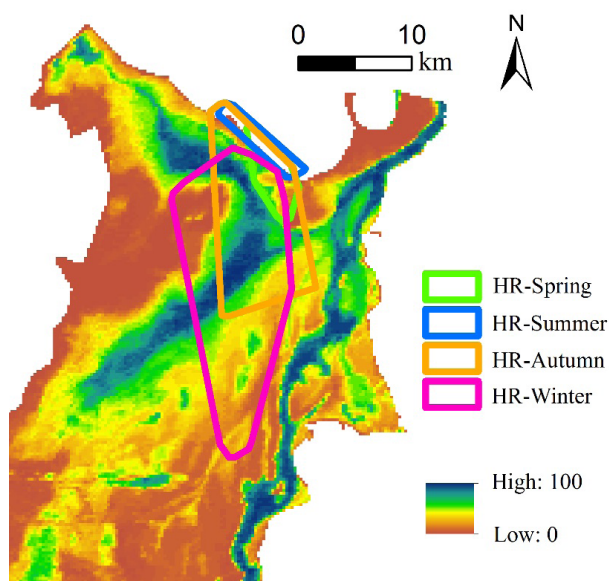 N
0 10
km
HR-Spring
HR-Summer
HR-Autumn
HR-Winter
High: 100
Low: 0